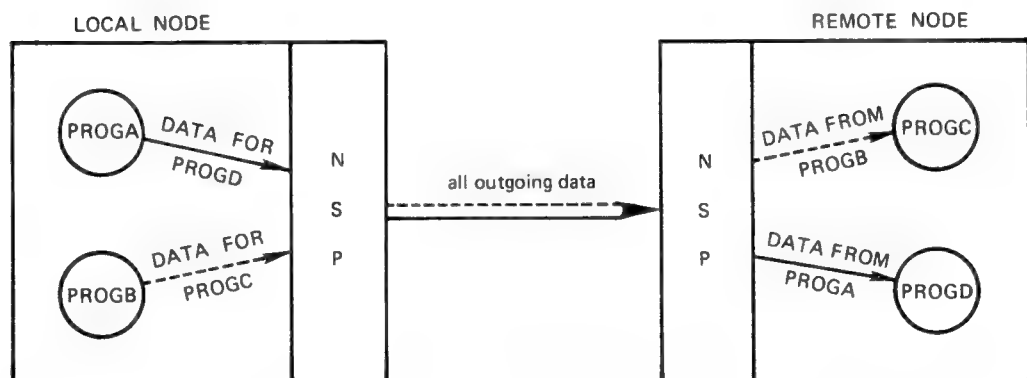 LOCAL NODE
REMOTE NODE
PROGA
DATA FOR
PROGD
PROGB
DATA FOR
PROGC
N
S
P
all outgoing data
N
S
P
DATA FROM
PROGB
PROGC
DATA FROM
PROGA
PROGD